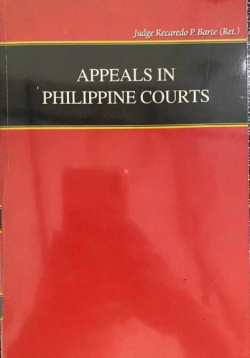 Judge Recaredo P. Barte (Ret.)
APPEALS IN
PHILIPPINE COURTS